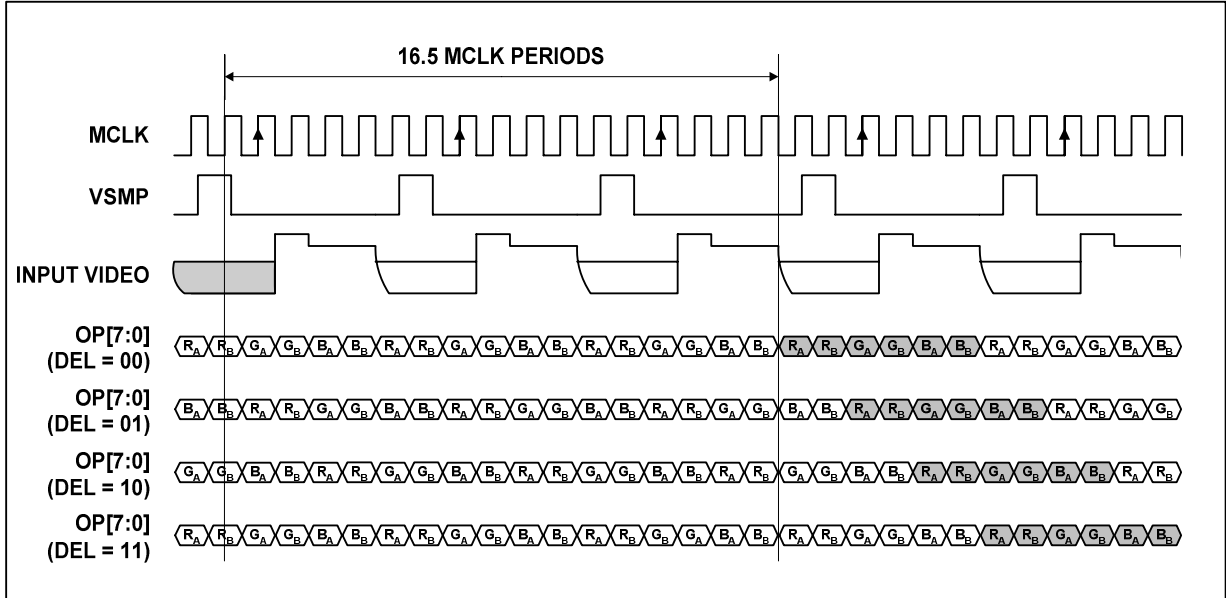 16.5 MCLK PERIODS
MCLK
VSMP
INPUT VIDEO
OP[7:0]
(DEL = 00)
RA RB GA GB BA BB RA RB GA GB BA BB RA RB GA GB BA BB RA RB GA GB BA BB RA RB GA GB BA BB
OP[7:0]
(DEL = 01)
BA BB RA RB GA GB BA BB RA RB GA GB BA BB RA RB GA GB BA BB RA RB GA GB BA BB RA RB GA GB
OP[7:0]
(DEL = 10)
GA GB BA BB RA RB GA GB BA BB RA RB GA GB BA BB RA RB GA GB BA BB RA RB GA GB BA BB RA RB
OP[7:0]
(DEL = 11)
RA RB GA GB BA BB RA RB GA GB BA BB RA RB GA GB BA BB RA RB GA GB BA BB RA RB GA GB BA BB